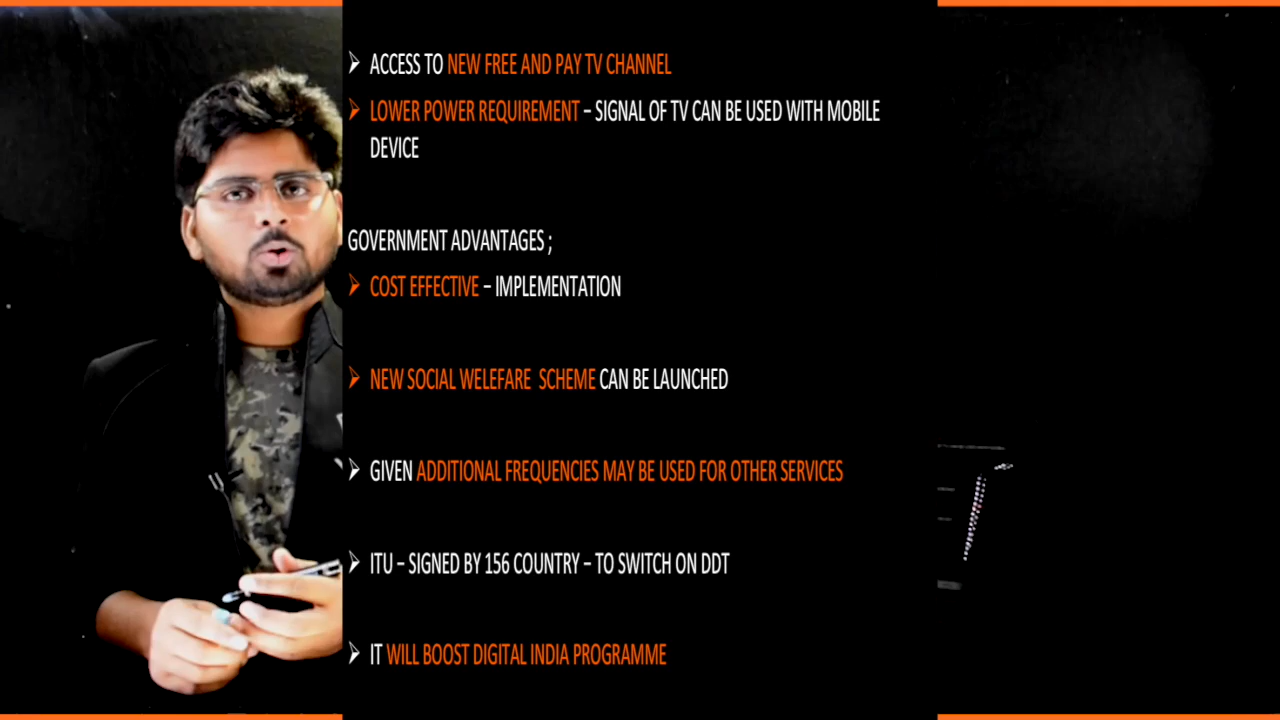 ACCESS TO NEW FREE AND PAY TV CHANNEL
LOWER POWER REQUIREMENT – SIGNAL OF TV CAN BE USED WITH MOBILE
DEVICE
GOVERNMENT ADVANTAGES ;
COST EFFECTIVE – IMPLEMENTATION
NEW SOCIAL WELEFARE SCHEME CAN BE LAUNCHED
GIVEN ADDITIONAL FREQUENCIES MAY BE USED FOR OTHER SERVICES
ITU – SIGNED BY 156 COUNTRY – TO SWITCH ON DDT
IT WILL BOOST DIGITAL INDIA PROGRAMME